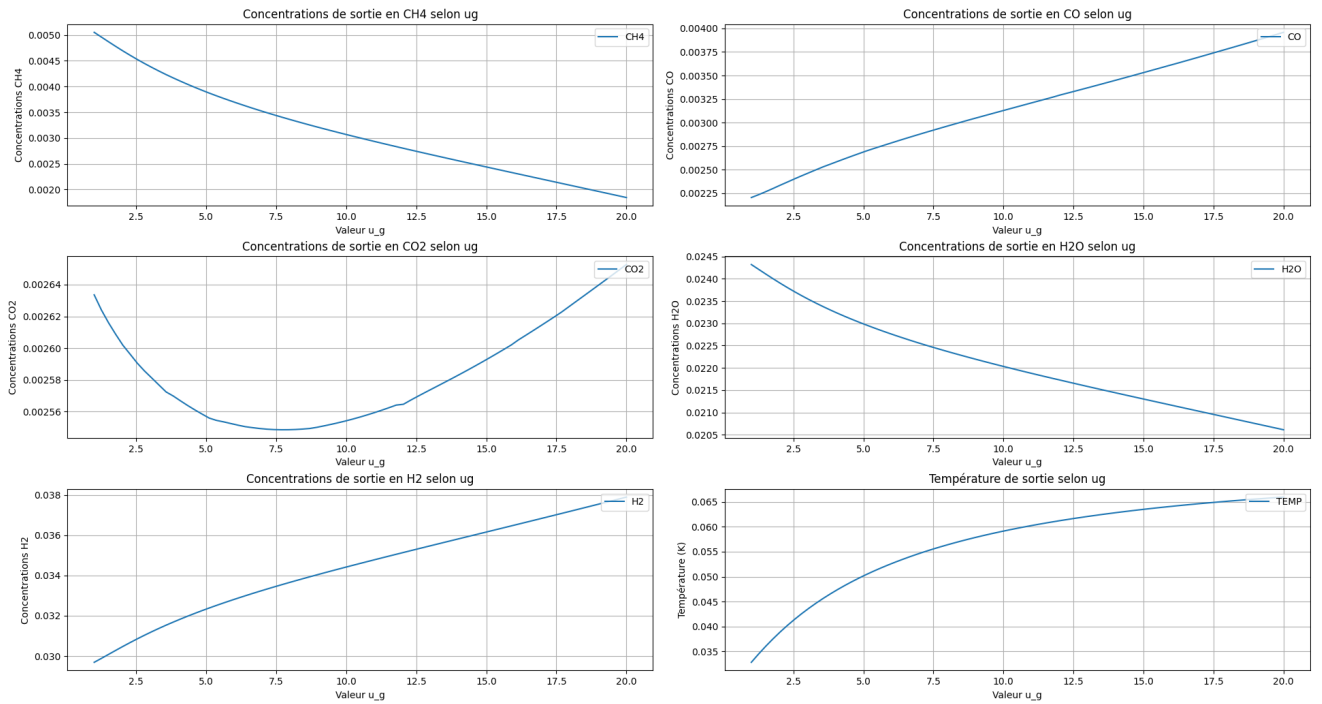 Concentrations de sortie en CH4 selon ug
Concentrations CH4
0.0050
0.0045
0.0040
0.0035
0.0030
0.0025
0.0020
CH4
2.5 5.0 7.5 10.0 12.5 15.0 17.5 20.0
Valeur u_g
Concentrations de sortie en CO selon ug
Concentrations CO
0.00400
0.00375
0.00350
0.00325
0.00300
0.00275
0.00250
0.00225
CO
2.5 5.0 7.5 10.0 12.5 15.0 17.5 20.0
Valeur u_g
Concentrations de sortie en CO2 selon ug
Concentrations CO2
0.00264
0.00262
0.00260
0.00258
0.00256
CO2
2.5 5.0 7.5 10.0 12.5 15.0 17.5 20.0
Valeur u_g
Concentrations de sortie en H2O selon ug
Concentrations H2O
0.0245
0.0240
0.0235
0.0230
0.0225
0.0220
0.0215
0.0210
0.0205
H2O
2.5 5.0 7.5 10.0 12.5 15.0 17.5 20.0
Valeur u_g
Concentrations de sortie en H2 selon ug
Concentrations H2
0.038
0.036
0.034
0.032
0.030
H2
2.5 5.0 7.5 10.0 12.5 15.0 17.5 20.0
Valeur u_g
Température de sortie selon ug
Température (K)
0.065
0.060
0.055
0.050
0.045
0.040
0.035
TEMP
2.5 5.0 7.5 10.0 12.5 15.0 17.5 20.0
Valeur u_g